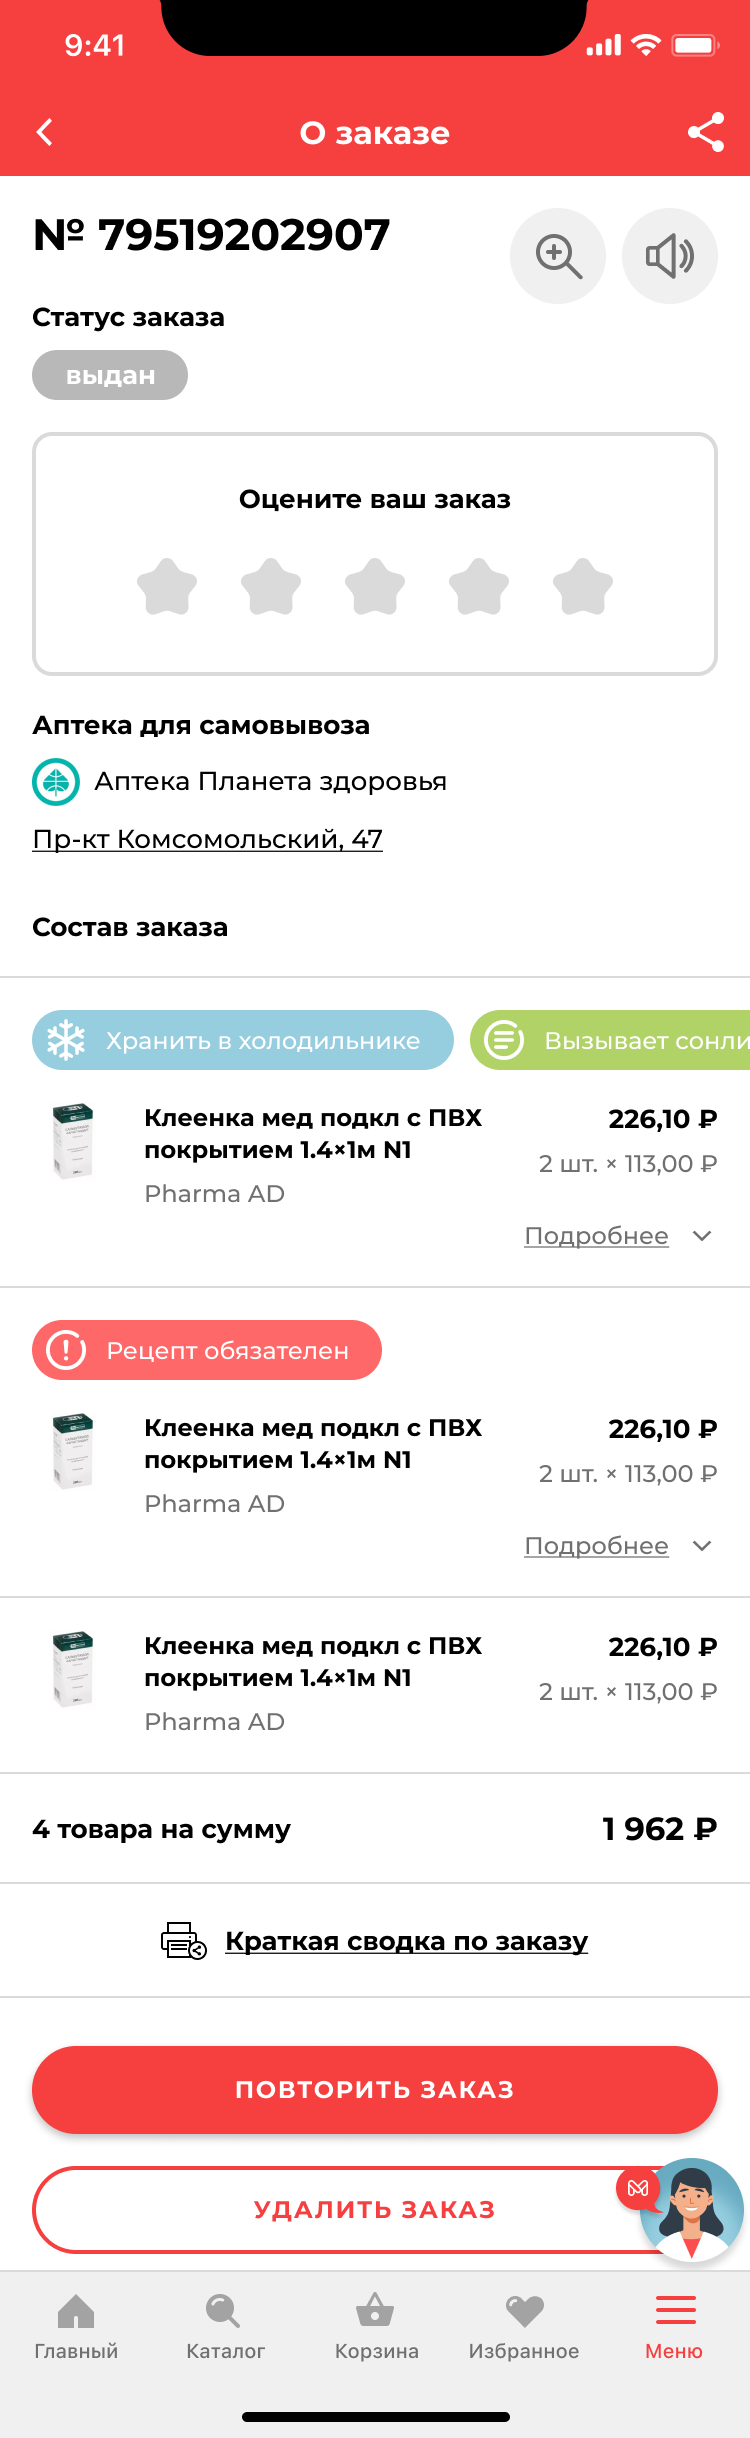 9:41
О заказе
№ 79519202907
Статус заказа
выдан
Оцените ваш заказ
Аптека для самовывоза
Аптека Планета здоровья
Пр-кт Комсомольский, 47
Состав заказа
Хранить в холодильнике
Вызывает сонли
Клеенка мед подкл с ПВХ
покрытием 1.4×1м N1
226,10 ₽
2 шт. × 113,00 ₽
Pharma AD
Подробнее
Рецепт обязателен
Клеенка мед подкл с ПВХ
покрытием 1.4×1м N1
226,10 ₽
2 шт. × 113,00 ₽
Pharma AD
Подробнее
Клеенка мед подкл с ПВХ
покрытием 1.4×1м N1
226,10 ₽
2 шт. × 113,00 ₽
Pharma AD
4 товара на сумму
1 962 ₽
Краткая сводка по заказу
ПОВТОРИТЬ ЗАКАЗ
УДАЛИТЬ ЗАКАЗ
Главный
Каталог
Корзина
Избранное
Меню